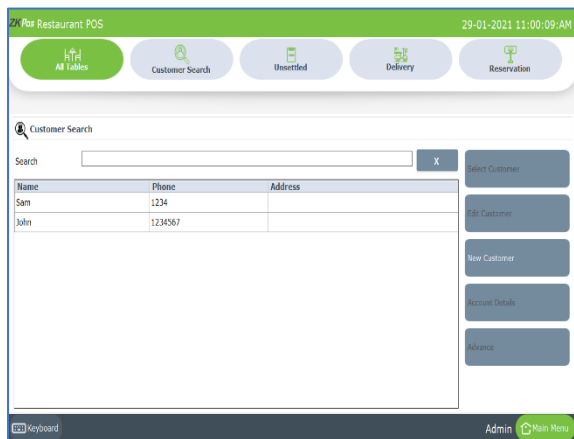 ZKPos Restaurant POS 29-01-2021 11:00:09:AM
All Tables Customer Search Unsettled Delivery Reservation
Customer Search
Search X
Name Phone Address
Sam 1234
John 1234567
Select Customer
Edit Customer
New Customer
Account Details
Advance
Keyboard Admin Main Menu